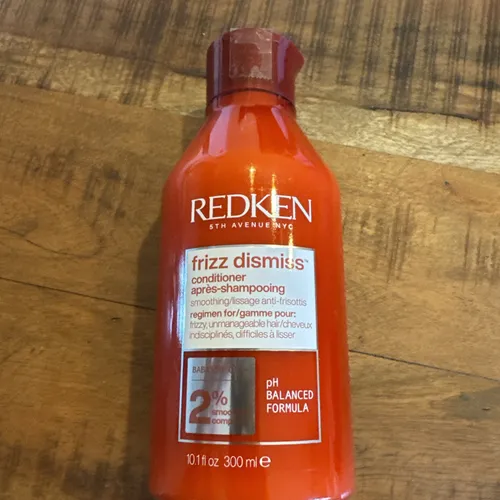 REDKEN
5TH AVENUE NYC
frizz dismiss™
conditioner
après-shampooing
smoothing/lissage anti-frisottis
regimen for/gamme pour:
frizzy, unmanageable hair/cheveux
indisciplinés, difficiles à lisser
2%
pH
BALANCED
FORMULA
10.1 fl oz 300 ml e